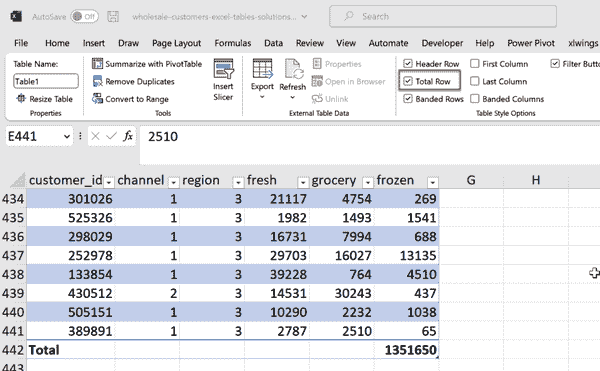 AutoSave Off wholesale-customers-excel-tables-solutions... Search
File Home Insert Draw Page Layout Formulas Data Review View Automate Developer Help Power Pivot xlwings
Table Name: Summarize with PivotTable Properties Header Row First Column Filter Button
Table1 Remove Duplicates Insert Slicer Export Refresh Open in Browser Total Row Last Column
Resize Table Convert to Range Unlink Banded Rows Banded Columns
Properties Tools External Table Data Table Style Options
E441 fx 2510
customer_id channel region fresh grocery frozen G H
434 301026 1 3 21117 4754 269
435 525326 1 3 1982 1493 1541
436 298029 1 3 16731 7994 688
437 252978 1 3 29703 16027 13135
438 133854 1 3 39228 764 4510
439 430512 2 3 14531 30243 437
440 505151 1 3 10290 2232 1038
441 389891 1 3 2787 2510 65
442 Total 1351650
443